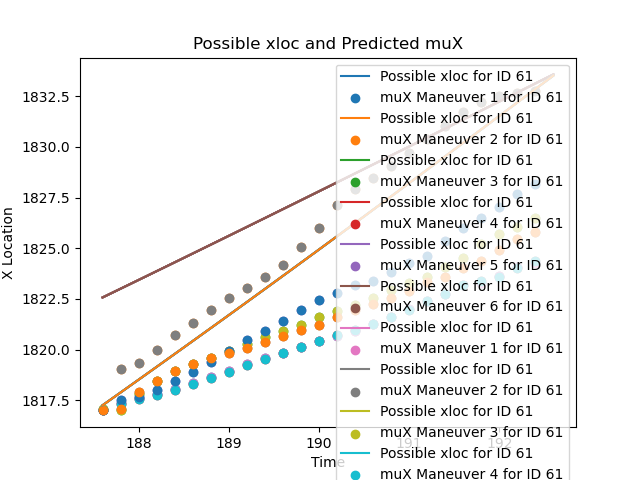 Possible xloc and Predicted muX
X Location
1832.5
1830.0
1827.5
1825.0
1822.5
1820.0
1817.5
188
189
190
191
192
Time
Possible xloc for ID 61
muX Maneuver 1 for ID 61
Possible xloc for ID 61
muX Maneuver 2 for ID 61
Possible xloc for ID 61
muX Maneuver 3 for ID 61
Possible xloc for ID 61
muX Maneuver 4 for ID 61
Possible xloc for ID 61
muX Maneuver 5 for ID 61
Possible xloc for ID 61
muX Maneuver 6 for ID 61
Possible xloc for ID 61
muX Maneuver 1 for ID 61
Possible xloc for ID 61
muX Maneuver 2 for ID 61
Possible xloc for ID 61
muX Maneuver 3 for ID 61
Possible xloc for ID 61
muX Maneuver 4 for ID 61